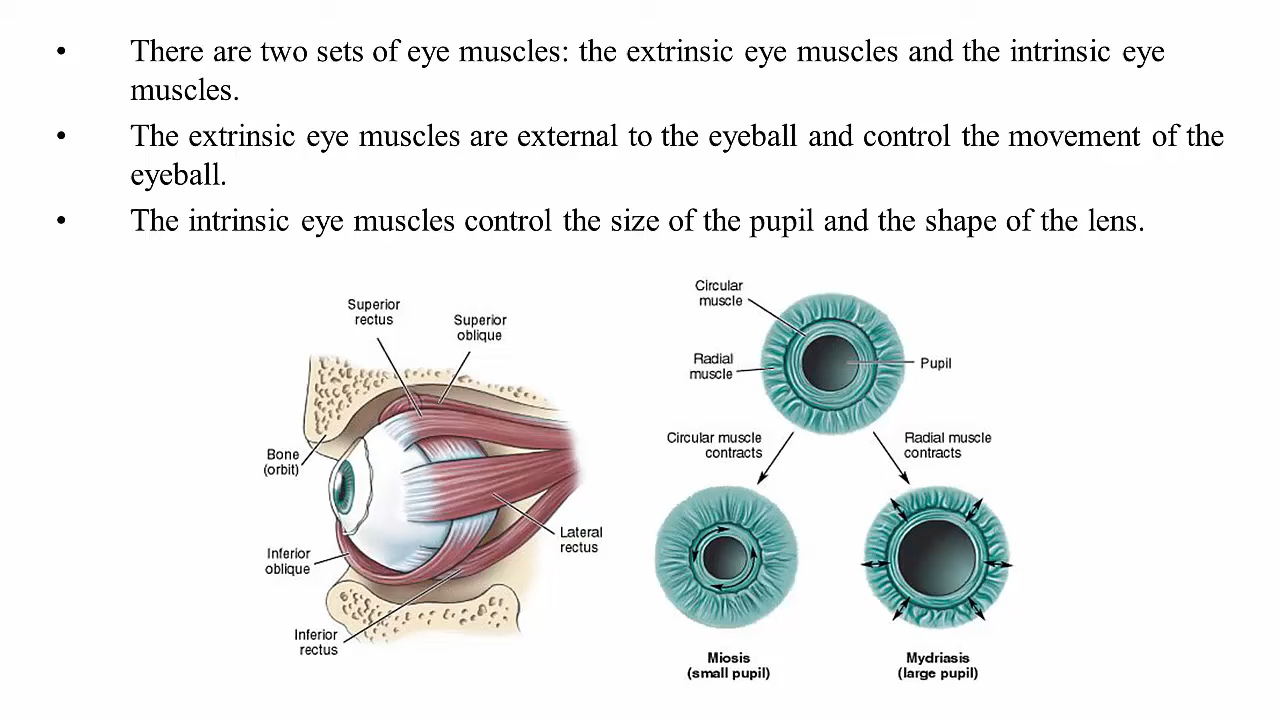 • There are two sets of eye muscles: the extrinsic eye muscles and the intrinsic eye
muscles.
• The extrinsic eye muscles are external to the eyeball and control the movement of the
eyeball.
• The intrinsic eye muscles control the size of the pupil and the shape of the lens.
Superior
rectus
Superior
oblique
Bone
(orbit)
Inferior
oblique
Lateral
rectus
Inferior
rectus
Circular
muscle
Radial
muscle
Pupil
Circular muscle
contracts
Radial muscle
contracts
Miosis
(small pupil)
Mydriasis
(large pupil)